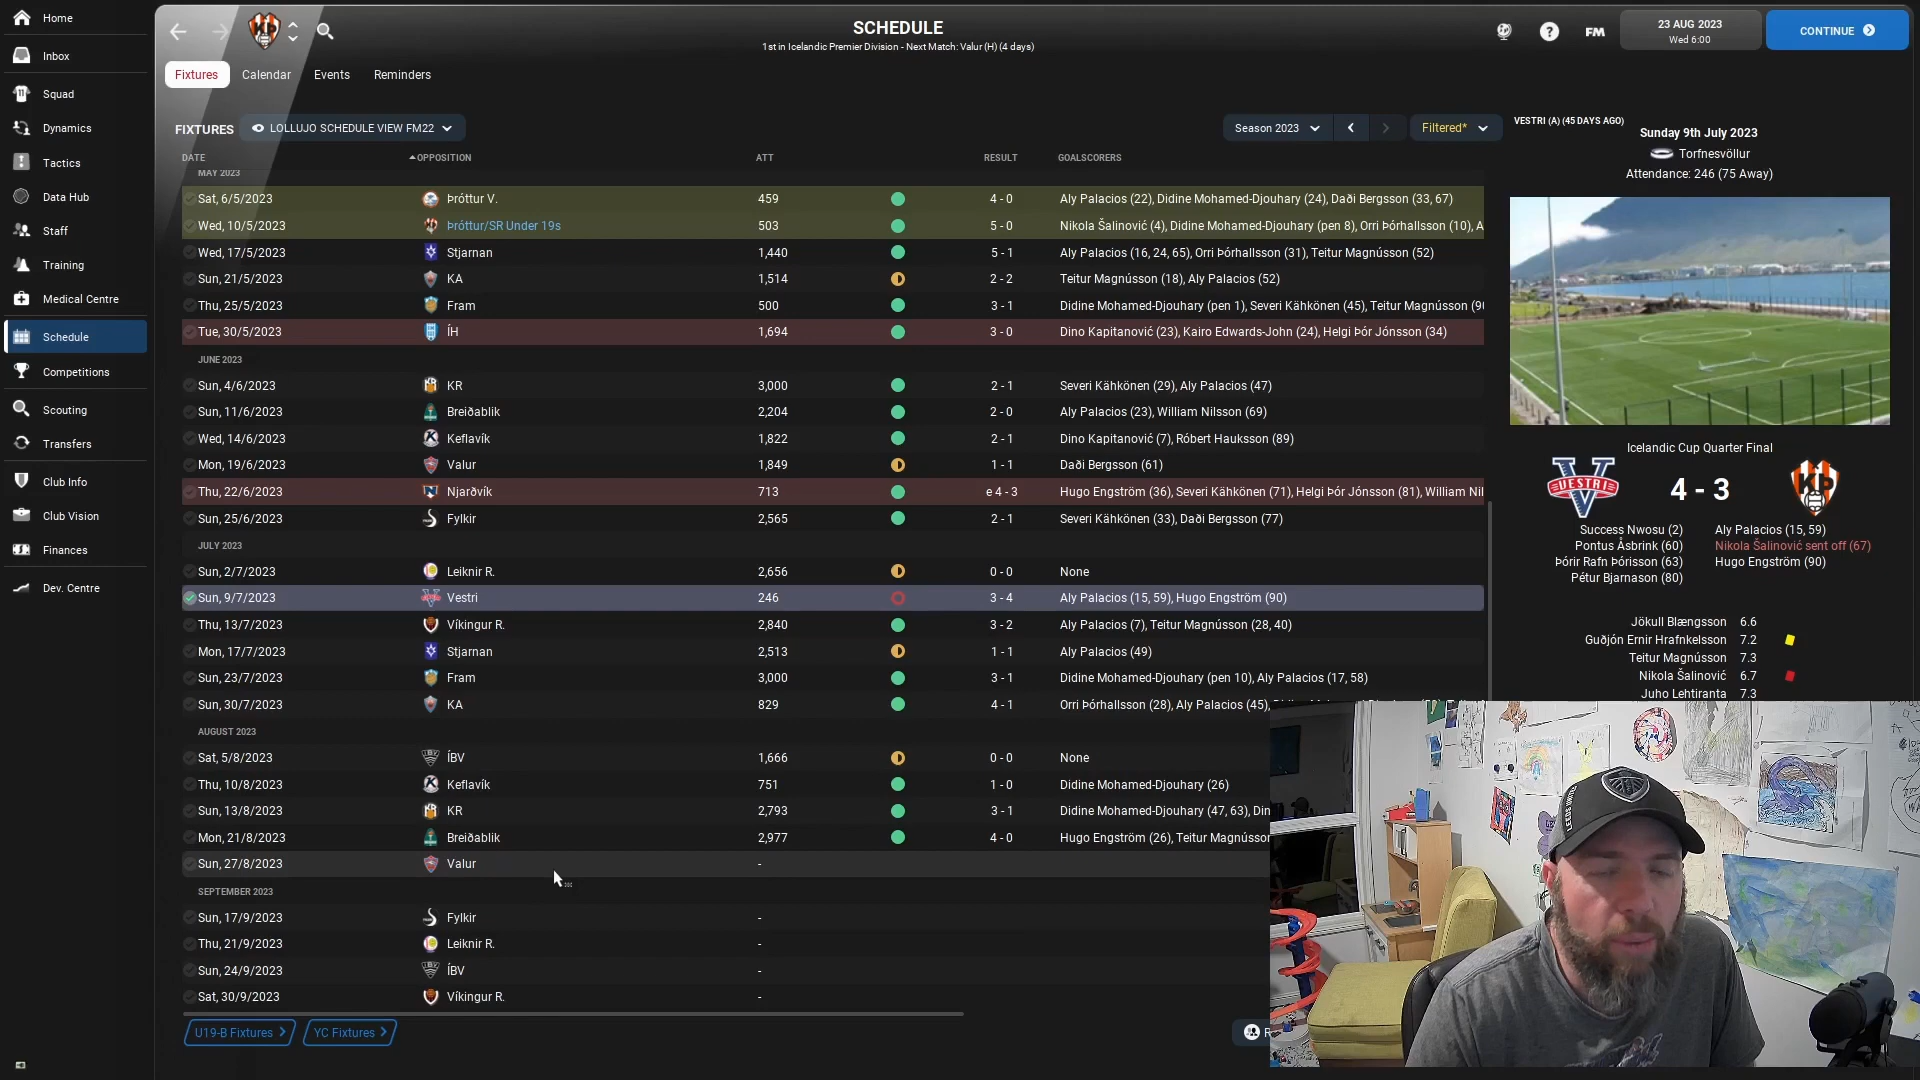 Home
Inbox
Squad
Dynamics
Tactics
Data Hub
Staff
Training
Medical Centre
Schedule
Competitions
Scouting
Transfers
Club Info
Club Vision
Finances
Dev. Centre
SCHEDULE
1st in Icelandic Premier Division - Next Match: Valur (H) (4 days)
FM
23 AUG 2023
Wed 6:00
CONTINUE
Fixtures Calendar Events Reminders
FIXTURES LOLLUJO SCHEDULE VIEW FM22 Season 2023 Filtered*
DATE OPPOSITION ATT RESULT GOALSCORERS
MAY 2023
Sat, 6/5/2023 Þróttur V. 459 4 - 0 Aly Palacios (22), Didine Mohamed-Djouhary (24), Daði Bergsson (33, 67)
Wed, 10/5/2023 Þróttur/SR Under 19s 503 5 - 0 Nikola Šalinović (4), Didine Mohamed-Djouhary (pen 8), Orri Þórhallsson (10), A
Wed, 17/5/2023 Stjarnan 1,440 5 - 1 Aly Palacios (16, 24, 65), Orri Þórhallsson (31), Teitur Magnússon (52)
Sun, 21/5/2023 KA 1,514 2 - 2 Teitur Magnússon (18), Aly Palacios (52)
Thu, 25/5/2023 Fram 500 3 - 1 Didine Mohamed-Djouhary (pen 1), Severi Kähkönen (45), Teitur Magnússon (90
Tue, 30/5/2023 ÍH 1,694 3 - 0 Dino Kapitanović (23), Kairo Edwards-John (24), Helgi Þór Jónsson (34)
JUNE 2023
Sun, 4/6/2023 KR 3,000 2 - 1 Severi Kähkönen (29), Aly Palacios (47)
Sun, 11/6/2023 Breiðablik 2,204 2 - 0 Aly Palacios (23), William Nilsson (69)
Wed, 14/6/2023 Keflavík 1,822 2 - 1 Dino Kapitanović (7), Róbert Hauksson (89)
Mon, 19/6/2023 Valur 1,849 1 - 1 Daði Bergsson (61)
Thu, 22/6/2023 Njarðvík 713 e 4 - 3 Hugo Engström (36), Severi Kähkönen (71), Helgi Þór Jónsson (81), William Nil
Sun, 25/6/2023 Fylkir 2,565 2 - 1 Severi Kähkönen (33), Daði Bergsson (77)
JULY 2023
Sun, 2/7/2023 Leiknir R. 2,656 0 - 0 None
Sun, 9/7/2023 Vestri 246 3 - 4 Aly Palacios (15, 59), Hugo Engström (90)
Thu, 13/7/2023 Víkingur R. 2,840 3 - 2 Aly Palacios (7), Teitur Magnússon (28, 40)
Mon, 17/7/2023 Stjarnan 2,513 1 - 1 Aly Palacios (49)
Sun, 23/7/2023 Fram 3,000 3 - 1 Didine Mohamed-Djouhary (pen 10), Aly Palacios (17, 58)
Sun, 30/7/2023 KA 829 4 - 1 Orri Þórhallsson (28), Aly Palacios (45),
AUGUST 2023
Sat, 5/8/2023 ÍBV 1,666 0 - 0 None
Thu, 10/8/2023 Keflavík 751 1 - 0 Didine Mohamed-Djouhary (26)
Sun, 13/8/2023 KR 2,793 3 - 1 Didine Mohamed-Djouhary (47, 63), Din
Mon, 21/8/2023 Breiðablik 2,977 4 - 0 Hugo Engström (26), Teitur Magnússon
Sun, 27/8/2023 Valur -
SEPTEMBER 2023
Sun, 17/9/2023 Fylkir -
Thu, 21/9/2023 Leiknir R. -
Sun, 24/9/2023 ÍBV -
Sat, 30/9/2023 Víkingur R. -
U19-B Fixtures YC Fixtures
VESTRI (A) (45 DAYS AGO)
Sunday 9th July 2023
Torfnesvöllur
Attendance: 246 (75 Away)
Icelandic Cup Quarter Final
VESTRI 4 - 3
Success Nwosu (2) Aly Palacios (15, 59)
Pontus Åsbrink (60) Nikola Šalinović sent off (67)
Þórir Rafn Þórisson (63) Hugo Engström (90)
Pétur Bjarnason (80)
Jökull Blængsson 6.6
Guðjón Ernir Hrafnkelsson 7.2
Teitur Magnússon 7.3
Nikola Šalinović 6.7
Juho Lehtiranta 7.3